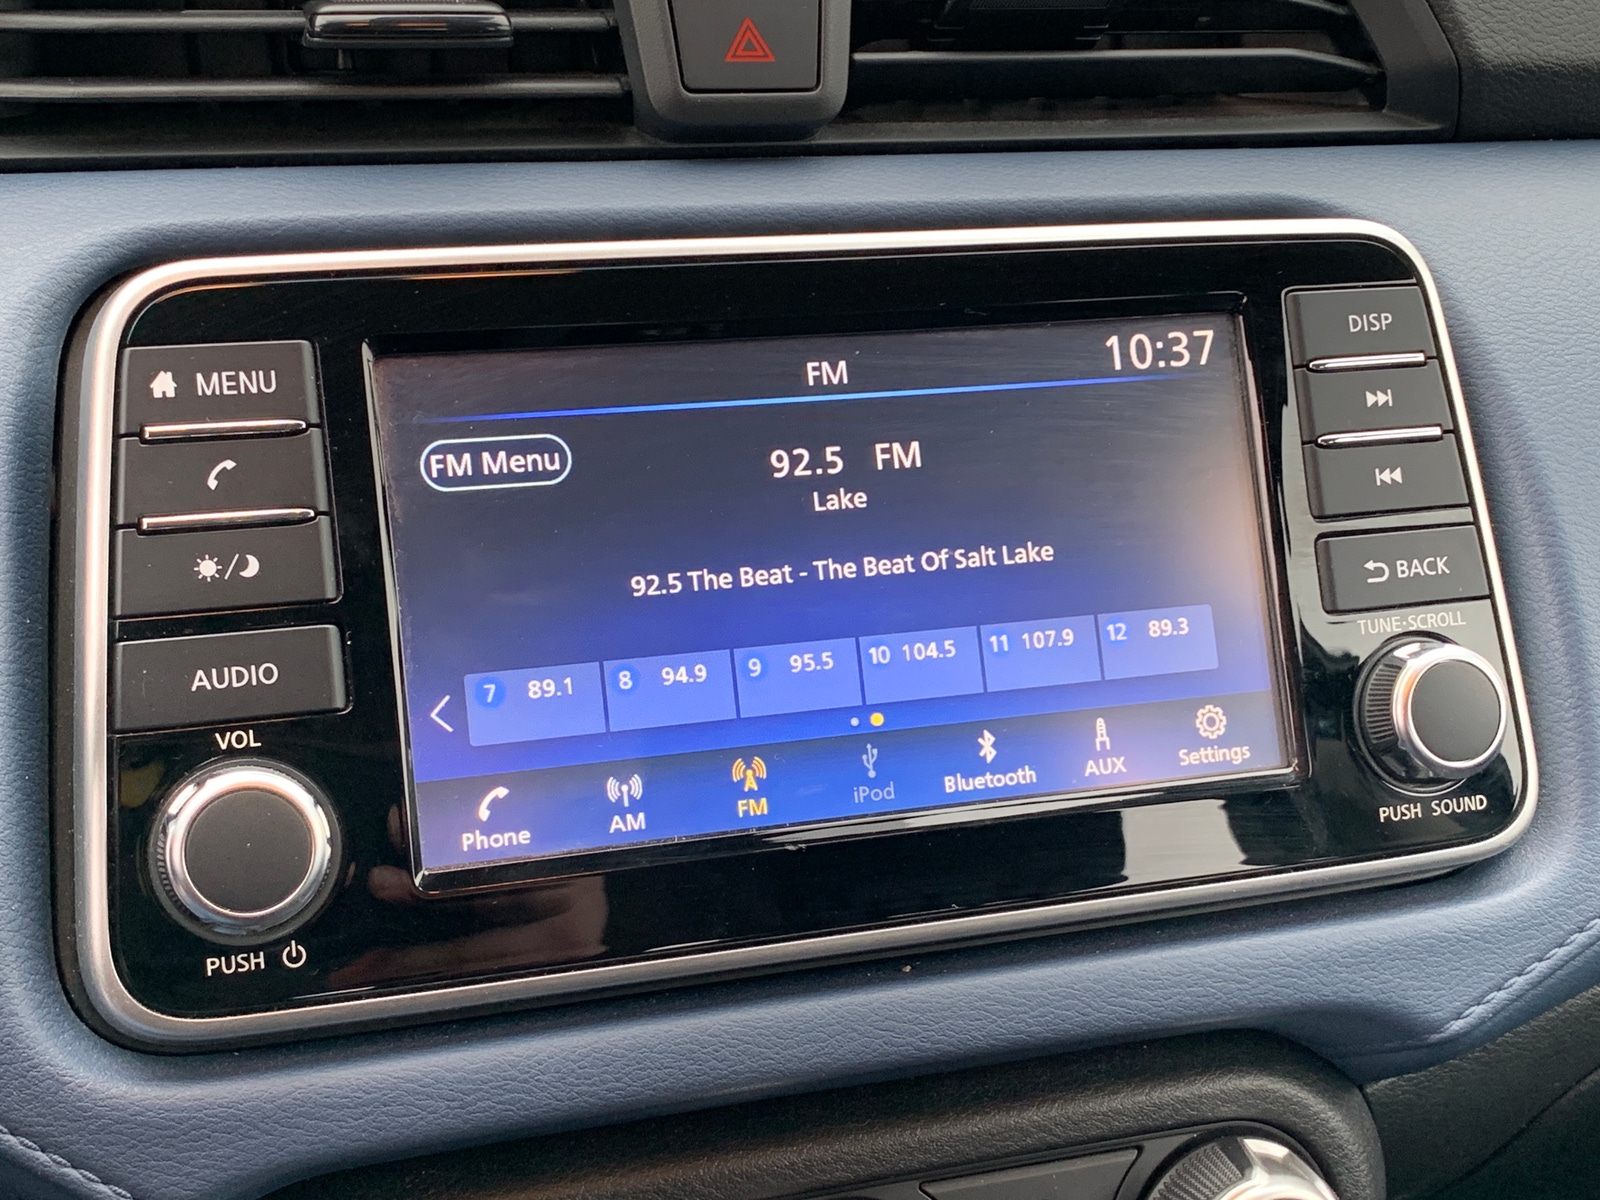 MENU
AUDIO
VOL
PUSH
FM
10:37
FM Menu
92.5 FM
Lake
92.5 The Beat - The Beat Of Salt Lake
7 89.1
8 94.9
9 95.5
10 104.5
11 107.9
12 89.3
Phone
AM
FM
iPod
Bluetooth
AUX
Settings
DISP
BACK
TUNE·SCROLL
PUSH SOUND